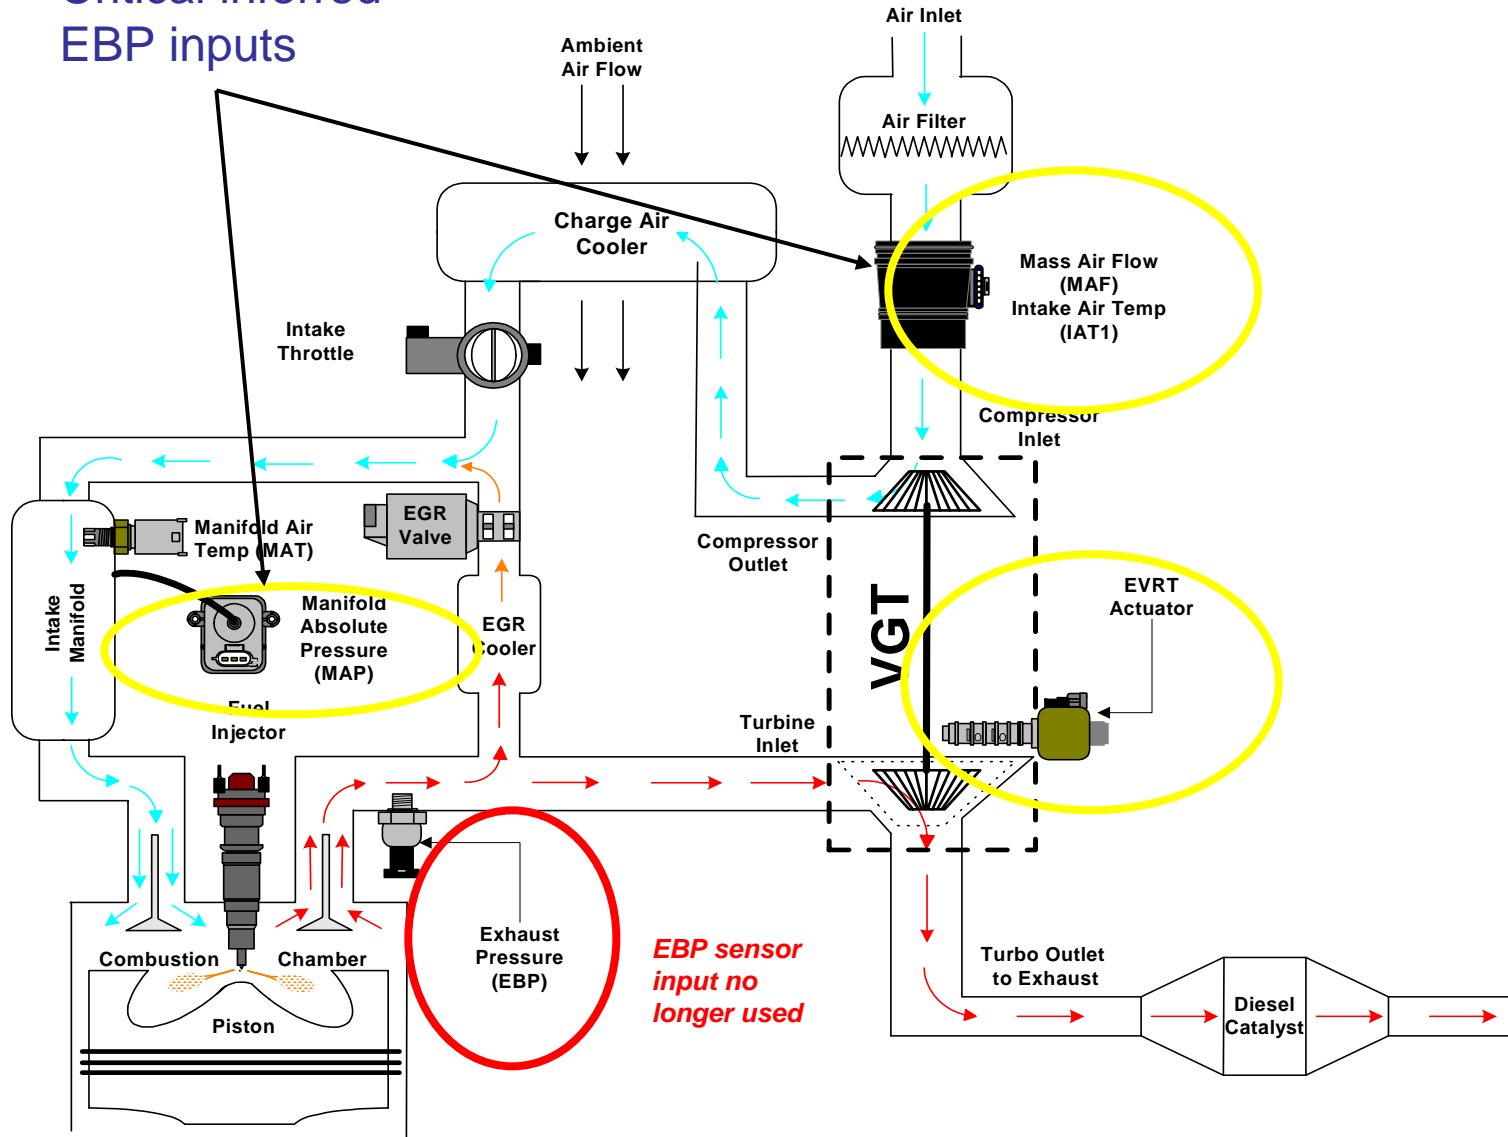 Critical inferred
EBP inputs
Air Inlet
Ambient
Air Flow
Air Filter
Charge Air
Cooler
Mass Air Flow
(MAF)
Intake Air Temp
(IAT1)
Intake
Throttle
Compressor
Inlet
EGR
Valve
Manifold Air
Temp (MAT)
Compressor
Outlet
EVRT
Actuator
Intake
Manifold
Manifold
Absolute
Pressure
(MAP)
EGR
Cooler
VGT
Fuel
Injector
Turbine
Inlet
Exhaust
Pressure
(EBP)
EBP sensor
input no
longer used
Combustion Chamber
Turbo Outlet
to Exhaust
Piston
Diesel
Catalyst